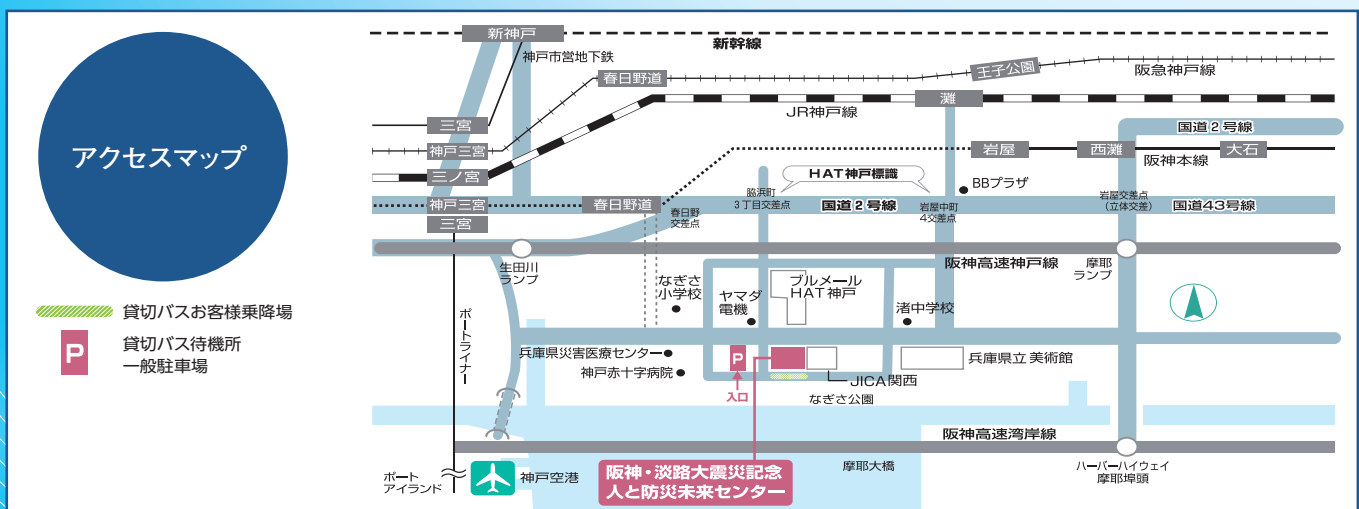 アクセスマップ
貸切バスお客様乗降場
P
貸切バス待機所
一般駐車場
新神戸
新幹線
神戸市営地下鉄
春日野道
王子公園
阪急神戸線
灘
JR神戸線
三宮
国道2号線
神戸三宮
岩屋
西灘
大石
阪神本線
三ノ宮
HAT神戸標識
BBプラザ
脇浜町
3丁目交差点
岩屋交差点
(立体交差)
神戸三宮
春日野道
春日野
交差点
国道2号線
岩屋中町
4交差点
国道43号線
三宮
生田川
ランプ
阪神高速神戸線
摩耶
ランプ
なぎさ
小学校
ヤマダ
電機
ブルメール
HAT神戸
渚中学校
ポートライナー
兵庫県災害医療センター
神戸赤十字病院
P
入口
JICA関西
兵庫県立 美術館
なぎさ公園
阪神高速湾岸線
ポート
アイランド
神戸空港
阪神・淡路大震災記念
人と防災未来センター
摩耶大橋
ハーバーハイウェイ
摩耶埠頭